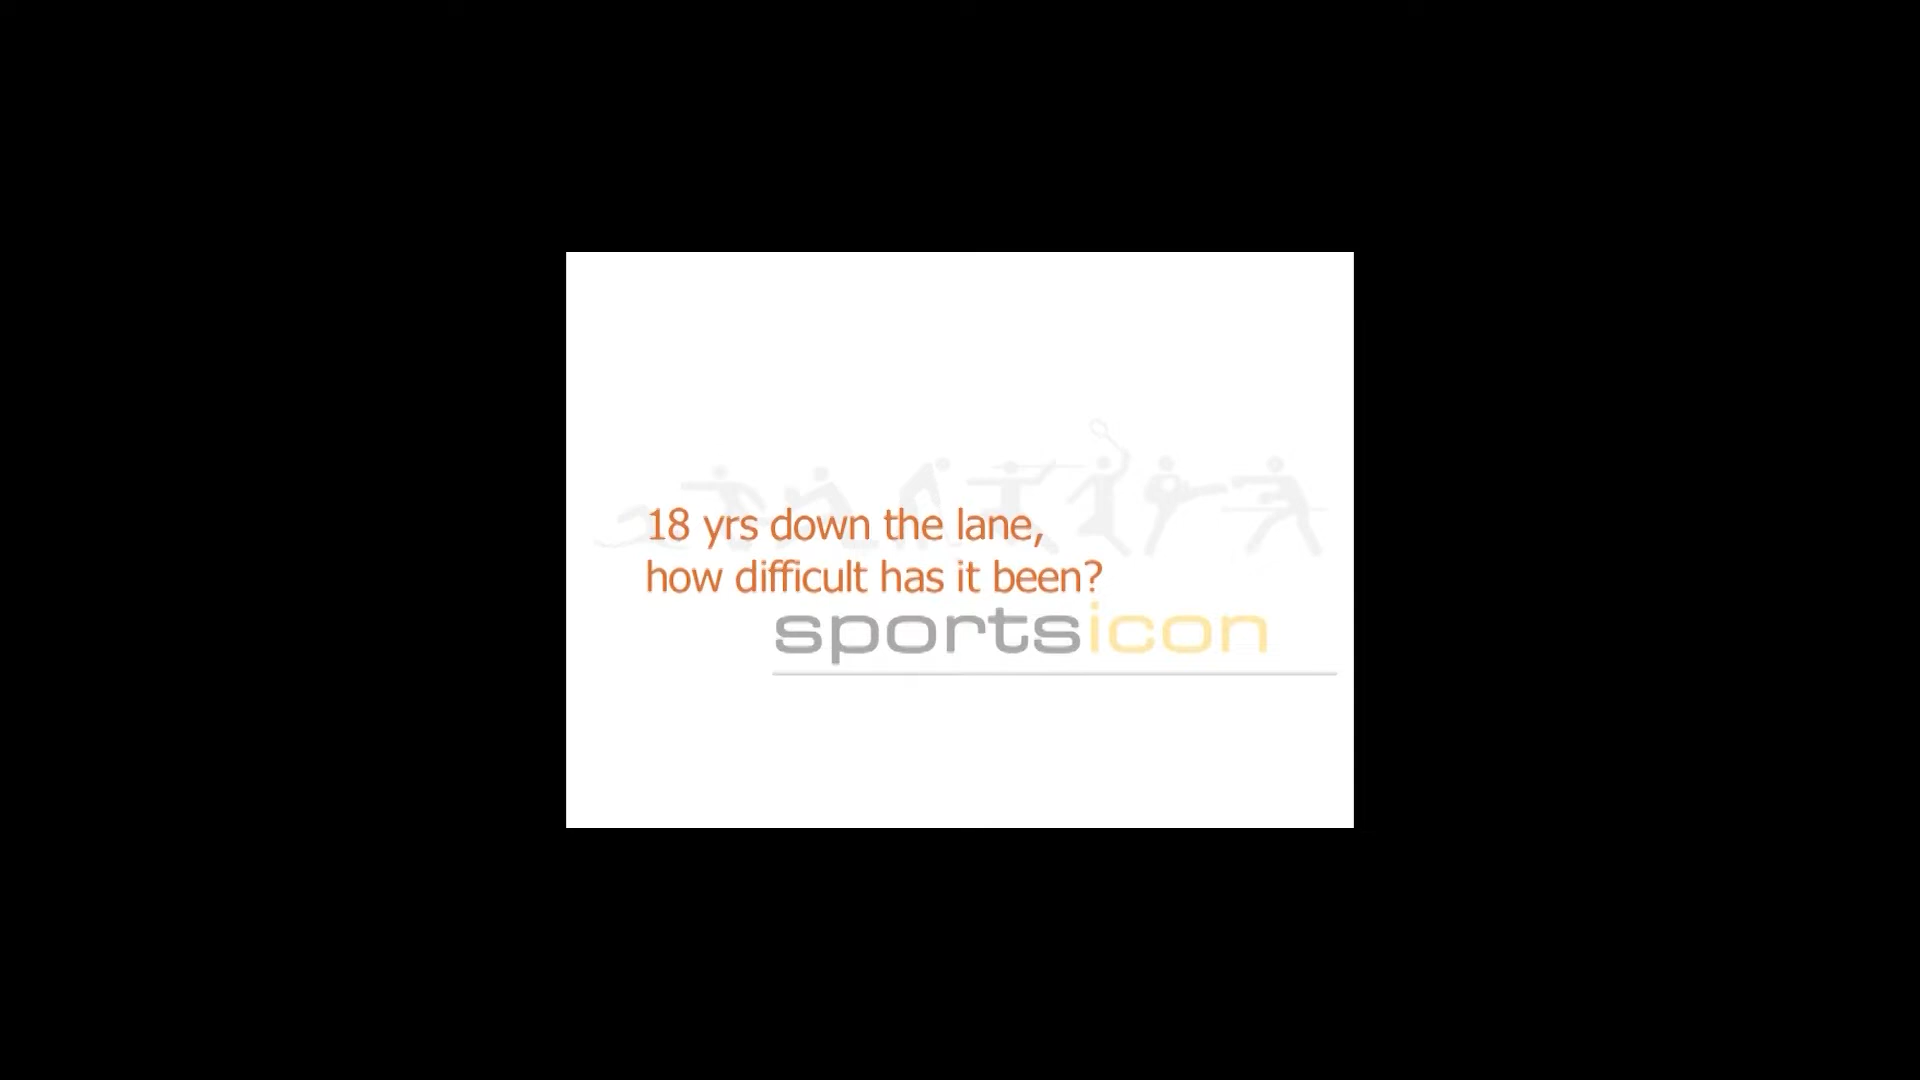 18 yrs down the lane,
how difficult has it been?
sportsicon